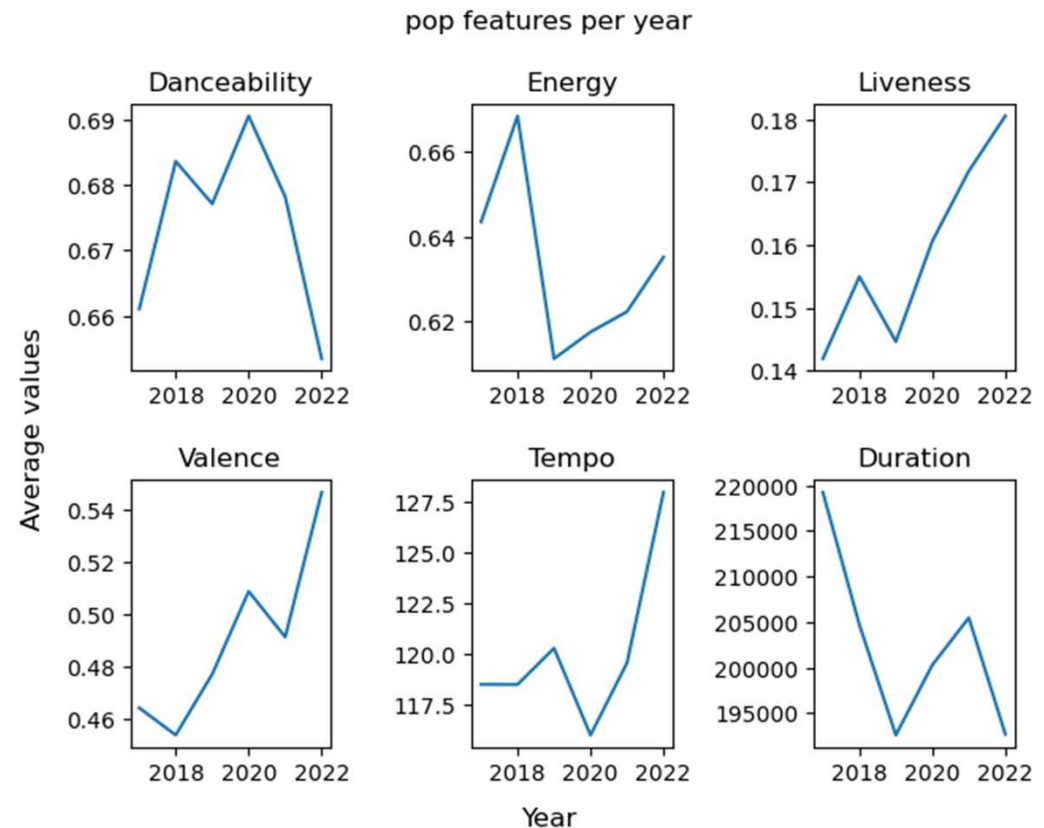 pop features per year
Danceability
0.69
0.68
0.67
0.66
2018 2020 2022
Energy
0.66
0.64
0.62
2018 2020 2022
Liveness
0.18
0.17
0.16
0.15
0.14
2018 2020 2022
Average values
Valence
0.54
0.52
0.50
0.48
0.46
2018 2020 2022
Tempo
127.5
125.0
122.5
120.0
117.5
2018 2020 2022
Duration
220000
215000
210000
205000
200000
195000
2018 2020 2022
Year